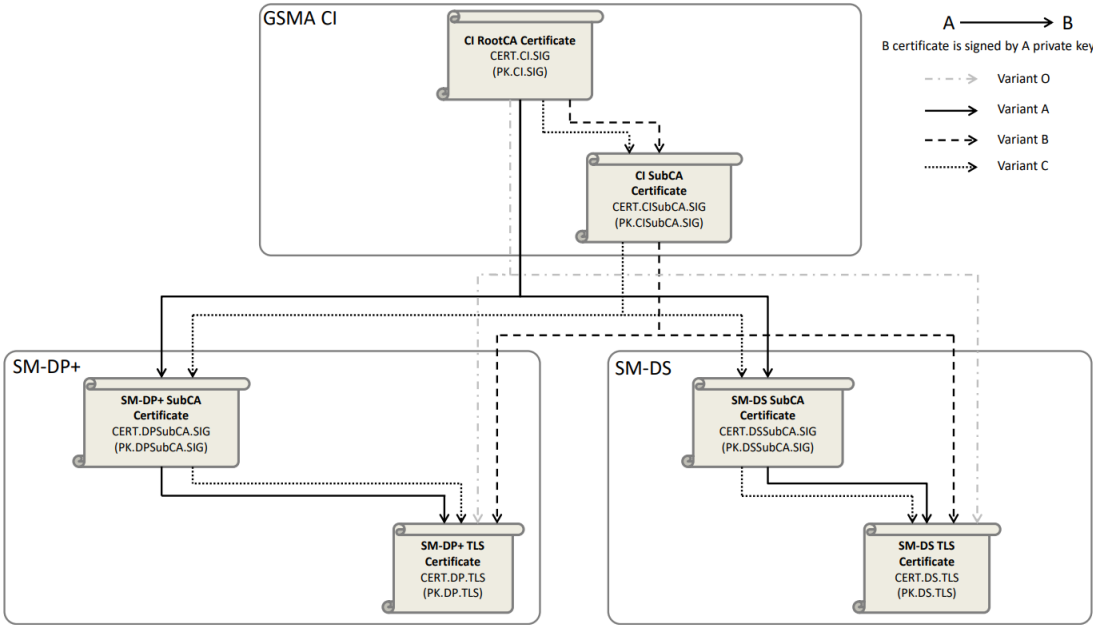 GSMA CI
CI RootCA Certificate
CERT.CI.SIG
(PK.CI.SIG)
A
B
B certificate is signed by A private key
Variant O
Variant A
Variant B
Variant C
CI SubCA
Certificate
CERT.CISubCA.SIG
(PK.CISubCA.SIG)
SM-DP+
SM-DP+ SubCA
Certificate
CERT.DPSubCA.SIG
(PK.DPSubCA.SIG)
SM-DP+ TLS
Certificate
CERT.DP.TLS
(PK.DP.TLS)
SM-DS
SM-DS SubCA
Certificate
CERT.DSSubCA.SIG
(PK.DSSubCA.SIG)
SM-DS TLS
Certificate
CERT.DS.TLS
(PK.DS.TLS)